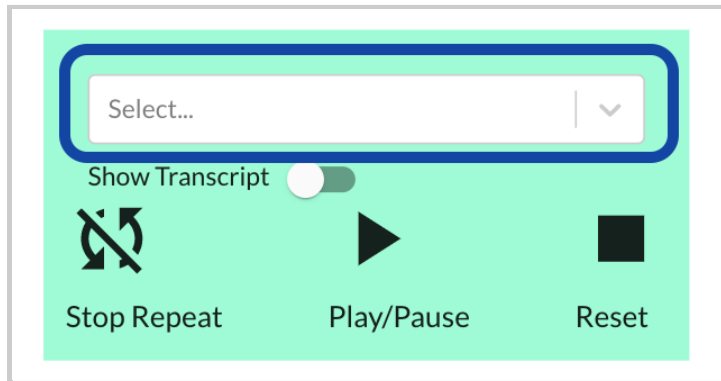 Select...
Show Transcript
Stop Repeat
Play/Pause
Reset